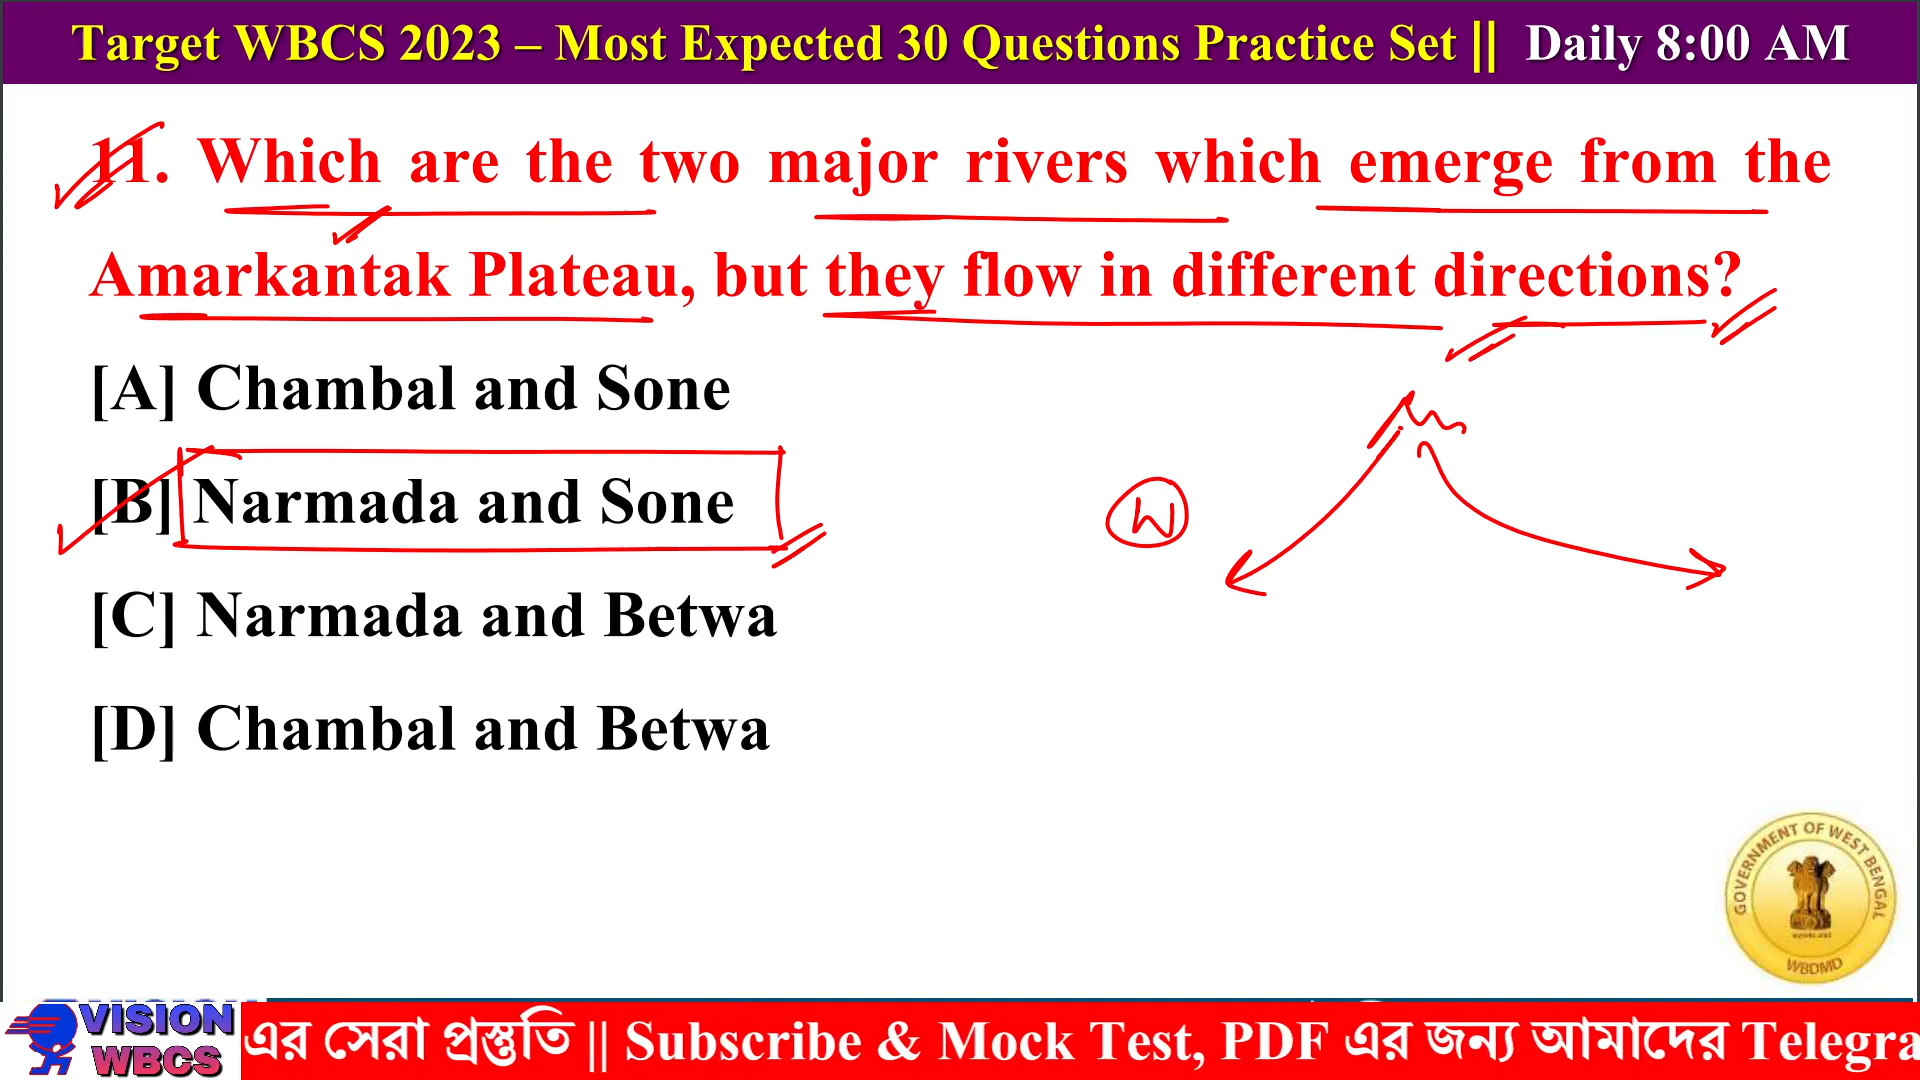 Target WBCS 2023 – Most Expected 30 Questions Practice Set || Daily 8:00 AM
11. Which are the two major rivers which emerge from the
Amarkantak Plateau, but they flow in different directions?
[A] Chambal and Sone
[B] Narmada and Sone
[C] Narmada and Betwa
[D] Chambal and Betwa
W
GOVERNMENT OF WEST BENGAL
WBDMD
VISION
WBCS
এর সেরা প্রস্তুতি || Subscribe & Mock Test, PDF এর জন্য আমাদের Telegra